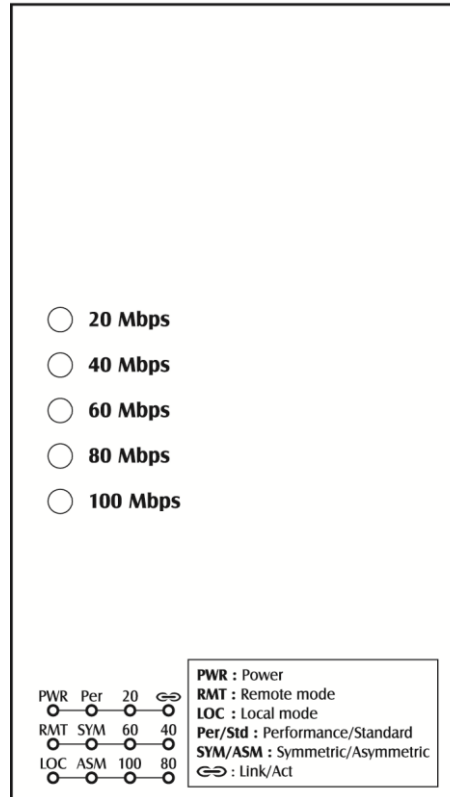 20 Mbps
40 Mbps
60 Mbps
80 Mbps
100 Mbps
PWR Per 20
RMT SYM 60 40
LOC ASM 100 80
PWR : Power
RMT : Remote mode
LOC : Local mode
Per/Std : Performance/Standard
SYM/ASM : Symmetric/Asymmetric
: Link/Act